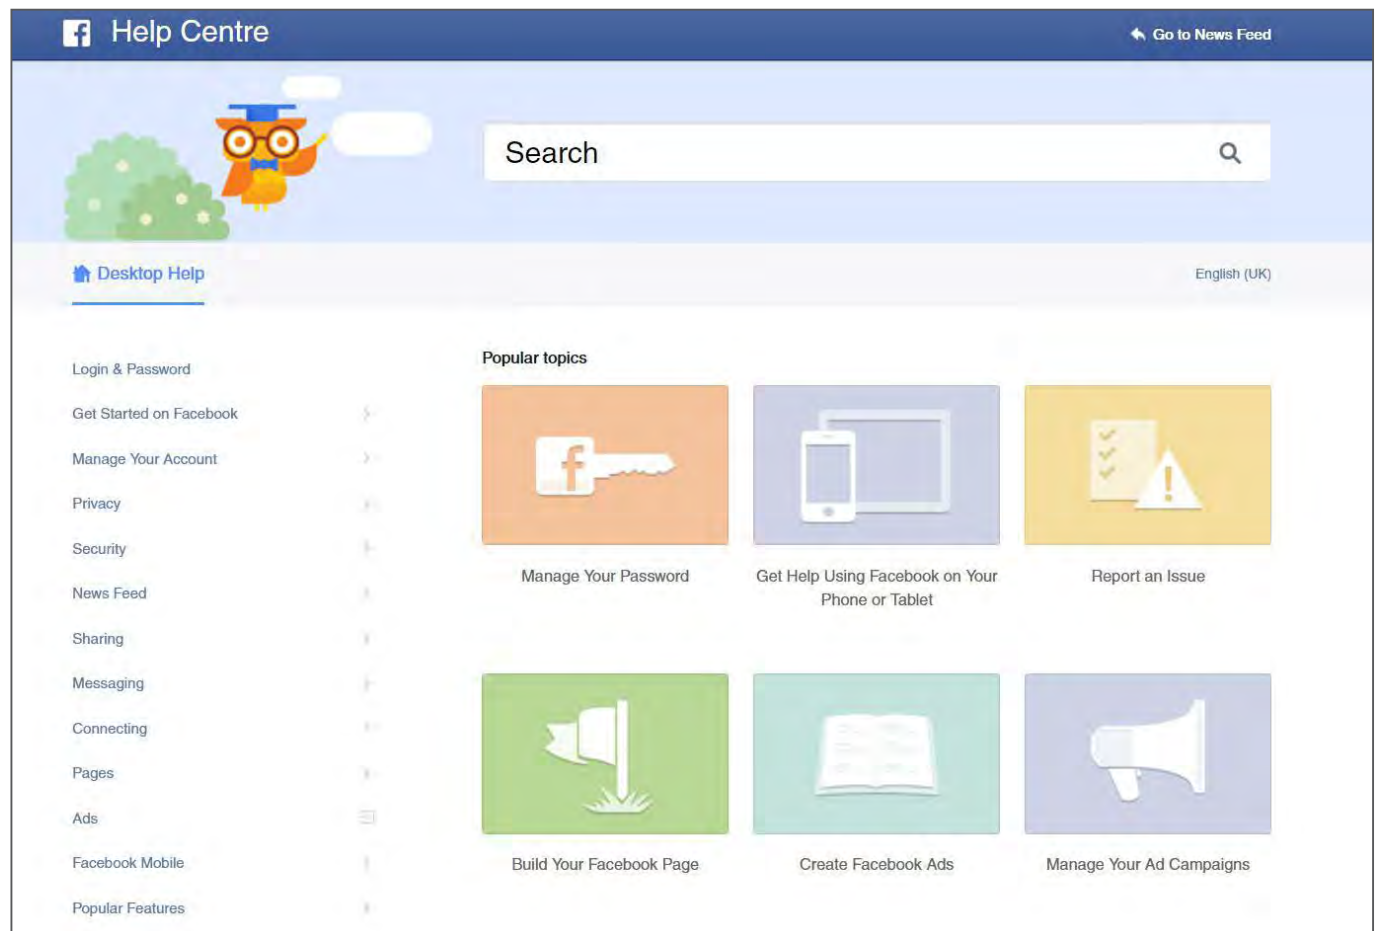 Help Centre
Go to News Feed
Search
Desktop Help
English (UK)
Login & Password
Get Started on Facebook
Manage Your Account
Privacy
Security
News Feed
Sharing
Messaging
Connecting
Pages
Ads
Facebook Mobile
Popular Features
Popular topics
Manage Your Password
Get Help Using Facebook on Your
Phone or Tablet
Report an Issue
Build Your Facebook Page
Create Facebook Ads
Manage Your Ad Campaigns